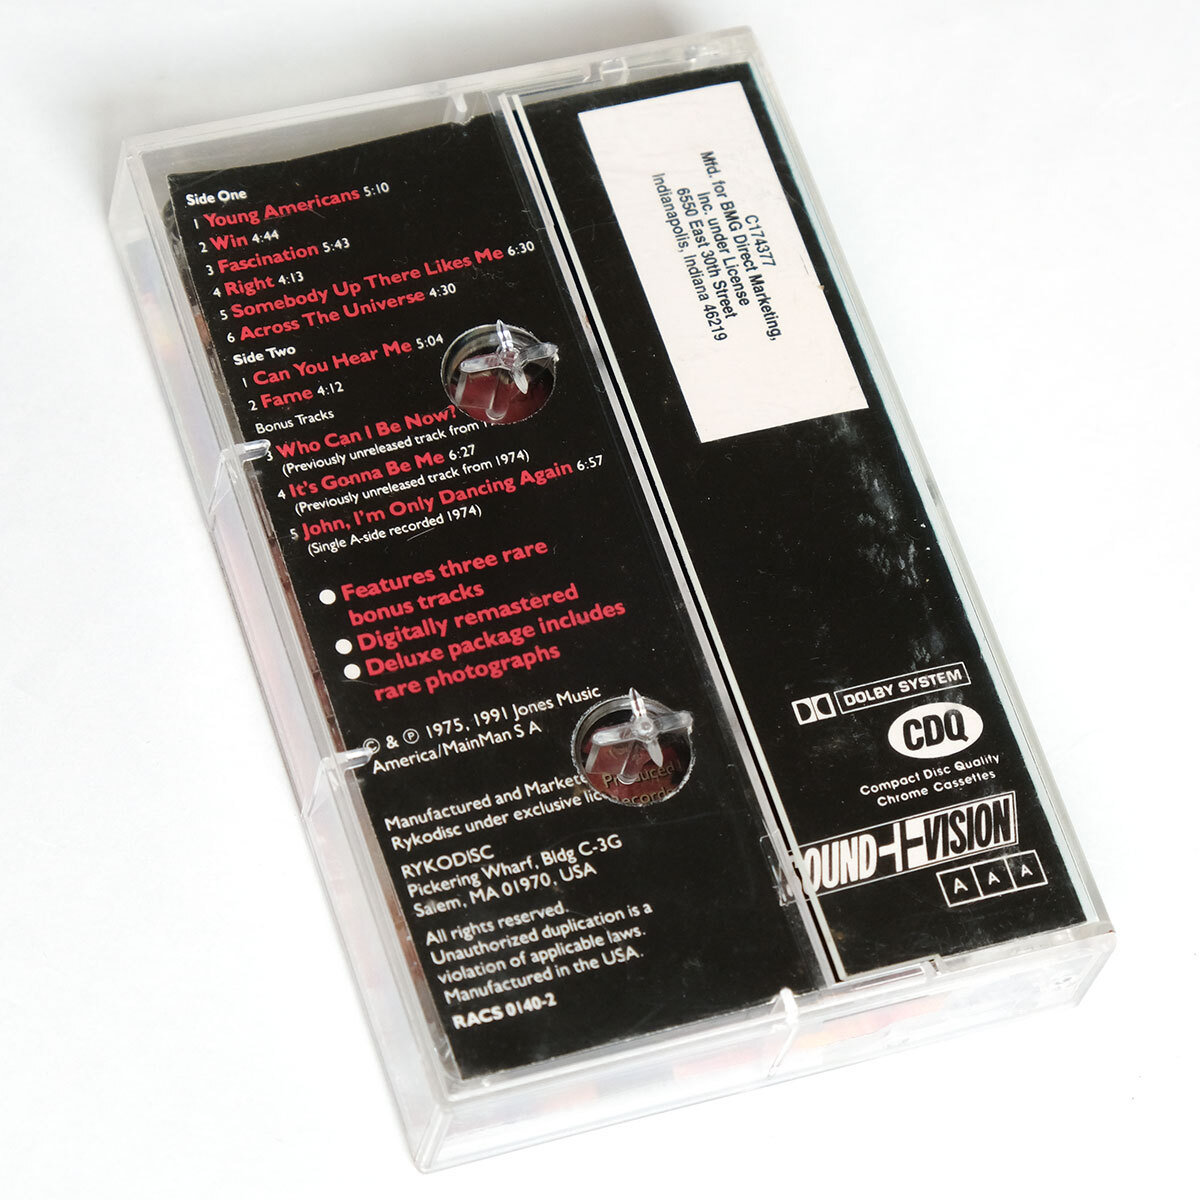 Side One
1 Young Americans 5:10
2 Win 4:44
3 Fascination 5:43
4 Right 4:13
5 Somebody Up There Likes Me 6:30
6 Across The Universe 4:30
Side Two
1 Can You Hear Me 5:04
2 Fame 4:12
Bonus Tracks
3 Who Can I Be Now?
(Previously unreleased track from
4 It's Gonna Be Me 6:27
(Previously unreleased track from 1974)
5 John, I'm Only Dancing Again 6:57
(Single A-side recorded 1974)
Features three rare
bonus tracks
Digitally remastered
Deluxe package includes
rare photographs
© & ℗ 1975, 1991 Jones Music
America/MainMan S A
Manufactured and
Rykodisc under exclusive
Produced
RYKODISC
Pickering Wharf, Bldg C-3G
Salem, MA 01970, USA
All rights reserved.
Unauthorized duplication is a
violation of applicable laws.
Manufactured in the USA.
RACS 0140-2
C174377
Mfd. for BMG Direct Marketing,
Inc. under License
6550 East 30th Street
Indianapolis, Indiana 46219
DOLBY SYSTEM
CDQ
Compact Disc Quality
Chrome Cassettes
SOUND+VISION
A A A